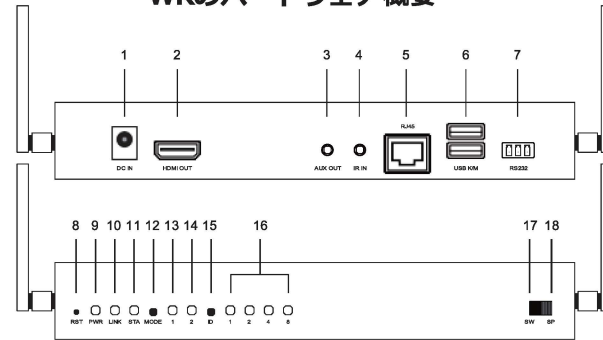 WRのハードウェア概要
1 2 3 4 5 6 7
RJ45
DC IN HDMI OUT AUX OUT IR IN USB K/M RS232
8 9 10 11 12 13 14 15 16 17 18
RST PWR LINK STA MODE 1 2 ID 1 2 4 8 SW SP